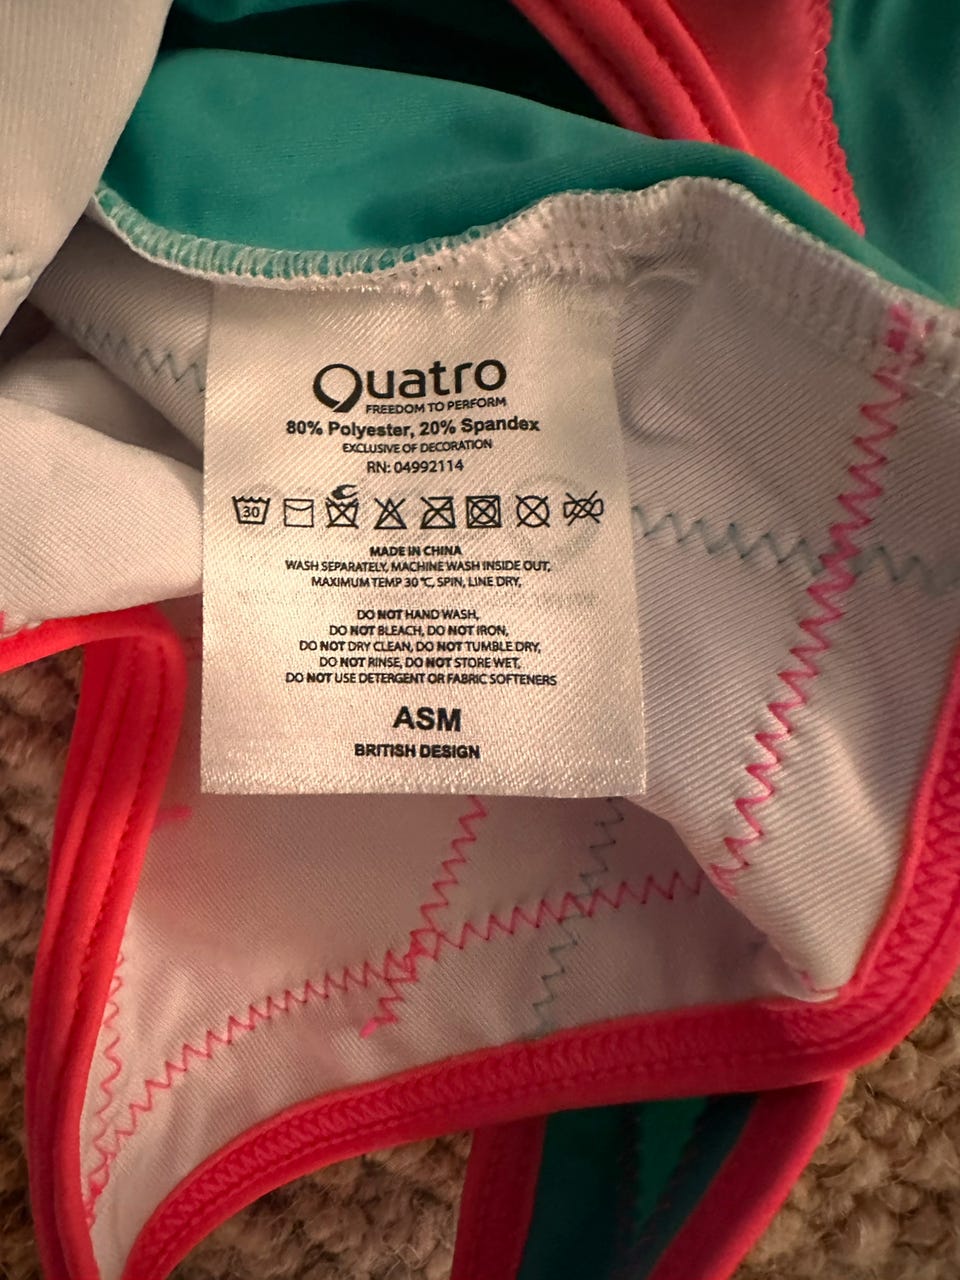 Quatro
FREEDOM TO PERFORM
80% Polyester, 20% Spandex
EXCLUSIVE OF DECORATION
RN: 04992114
30
MADE IN CHINA
WASH SEPARATELY, MACHINE WASH INSIDE OUT,
MAXIMUM TEMP 30 °C, SPIN, LINE DRY,
DO NOT HAND WASH,
DO NOT BLEACH, DO NOT IRON,
DO NOT DRY CLEAN, DO NOT TUMBLE DRY,
DO NOT RINSE, DO NOT STORE WET,
DO NOT USE DETERGENT OR FABRIC SOFTENERS
ASM
BRITISH DESIGN